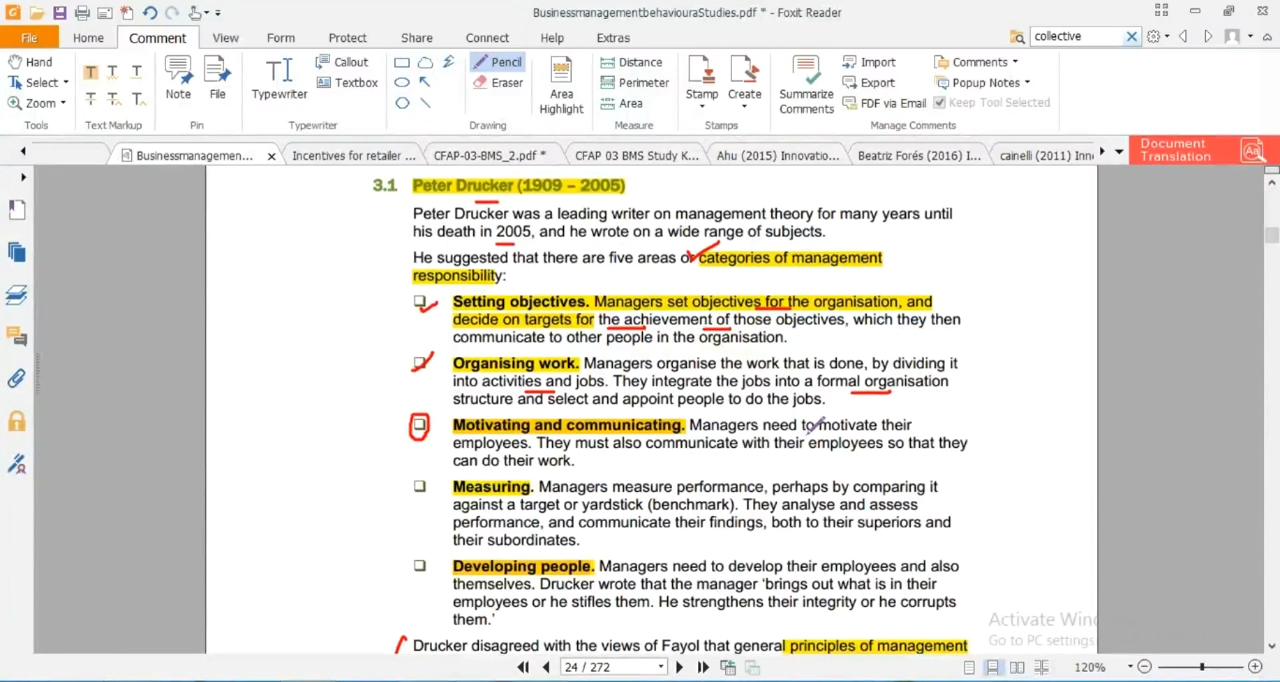 BusinessmanagementbehaviouraStudies.pdf * - Foxit Reader
File Home Comment View Form Protect Share Connect Help Extras collective
Hand
Select
Zoom
Tools
Text Markup
Note
File
Pin
Typewriter
Callout
Textbox
Typewriter
Pencil
Eraser
Drawing
Area
Highlight
Distance
Perimeter
Area
Measure
Stamp
Create
Stamps
Summarize
Comments
Import
Export
FDF via Email
Comments
Popup Notes
Keep Tool Selected
Manage Comments
Businessmanagemen... Incentives for retailer ... CFAP-03-BMS_2.pdf * CFAP 03 BMS Study K... Ahu (2015) Innovatio... Beatriz Forés (2016) I... cainelli (2011) Inn
Document
Translation
3.1 Peter Drucker (1909 – 2005)
Peter Drucker was a leading writer on management theory for many years until
his death in 2005, and he wrote on a wide range of subjects.
He suggested that there are five areas or categories of management
responsibility:
Setting objectives. Managers set objectives for the organisation, and
decide on targets for the achievement of those objectives, which they then
communicate to other people in the organisation.
Organising work. Managers organise the work that is done, by dividing it
into activities and jobs. They integrate the jobs into a formal organisation
structure and select and appoint people to do the jobs.
Motivating and communicating. Managers need to motivate their
employees. They must also communicate with their employees so that they
can do their work.
Measuring. Managers measure performance, perhaps by comparing it
against a target or yardstick (benchmark). They analyse and assess
performance, and communicate their findings, both to their superiors and
their subordinates.
Developing people. Managers need to develop their employees and also
themselves. Drucker wrote that the manager ‘brings out what is in their
employees or he stifles them. He strengthens their integrity or he corrupts
them.’
Drucker disagreed with the views of Fayol that general principles of management
Activate Win
Go to PC settings
24 / 272
120%